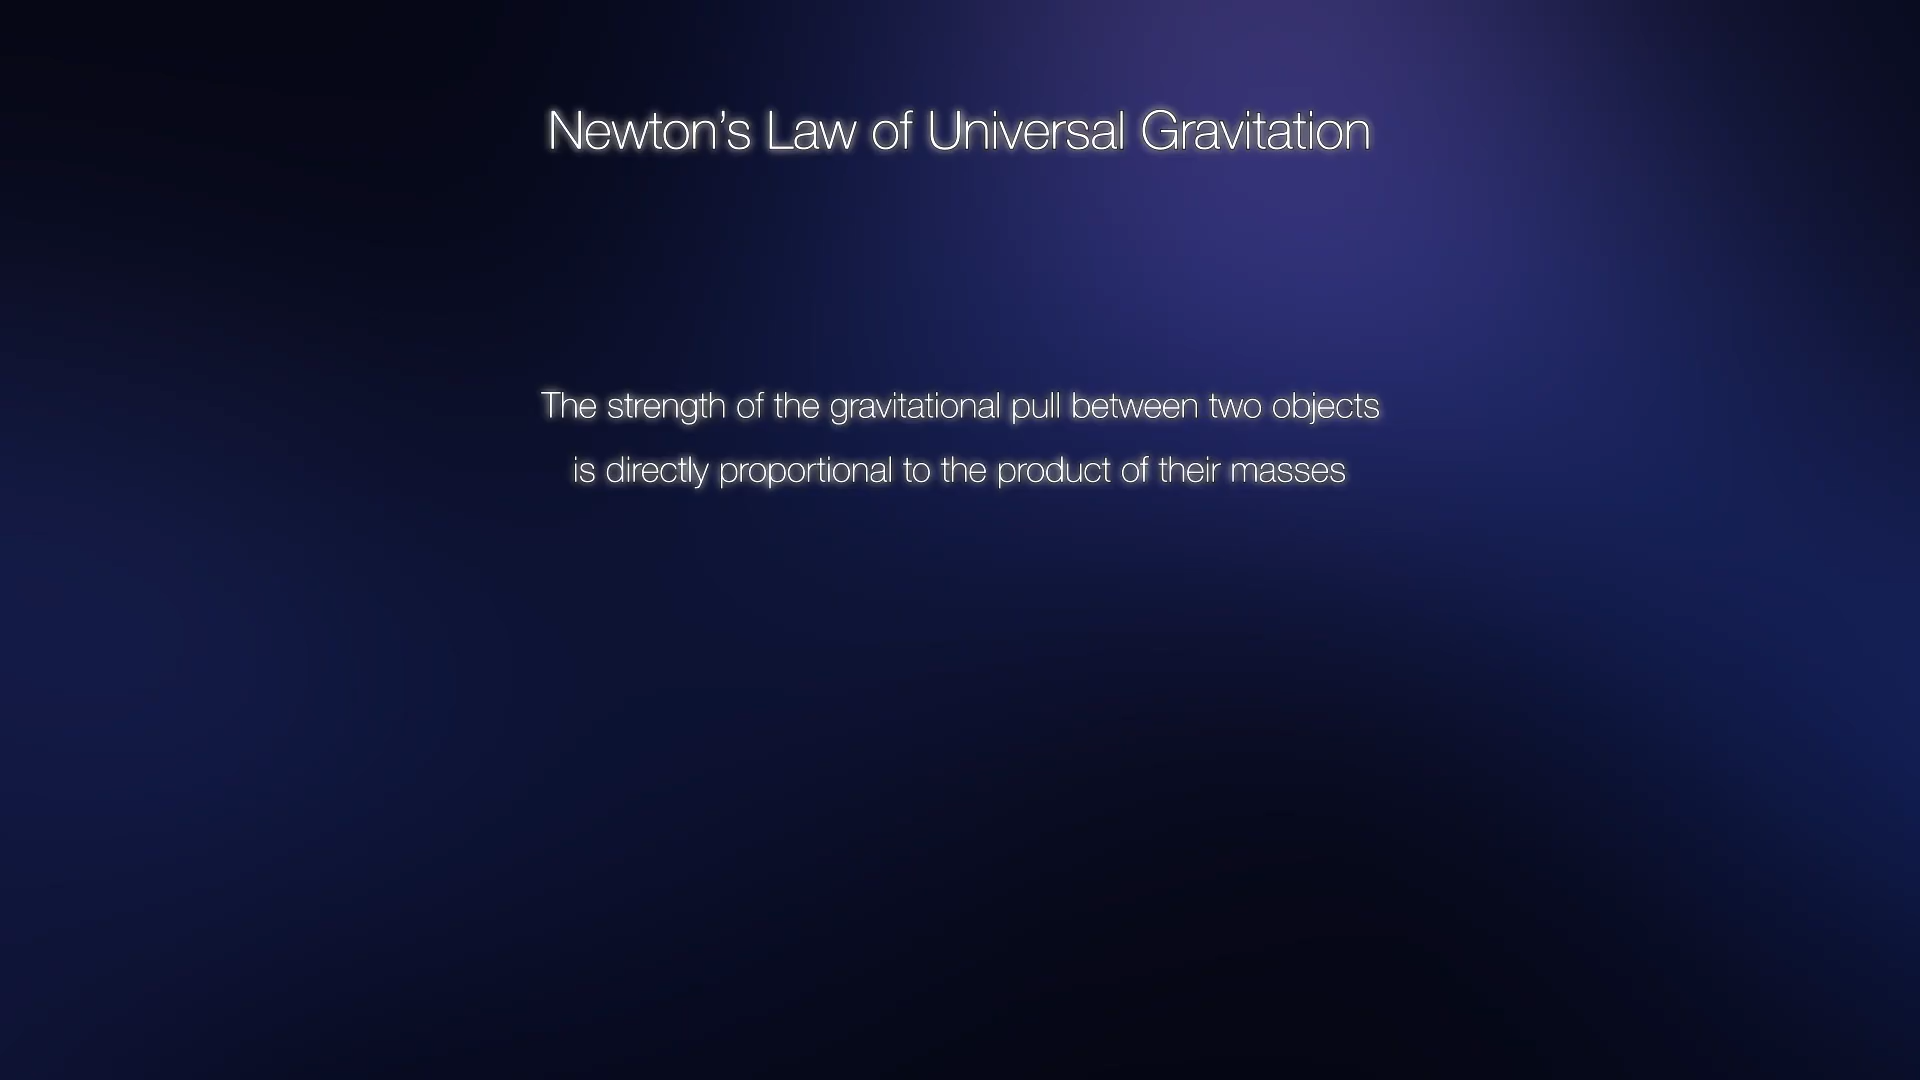 Newton’s Law of Universal Gravitation
The strength of the gravitational pull between two objects
is directly proportional to the product of their masses